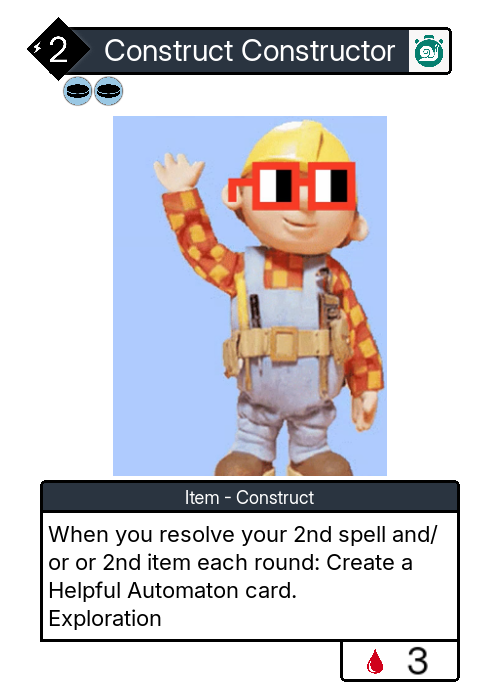 2 Construct Constructor
Item - Construct
When you resolve your 2nd spell and/
or or 2nd item each round: Create a
Helpful Automaton card.
Exploration
3